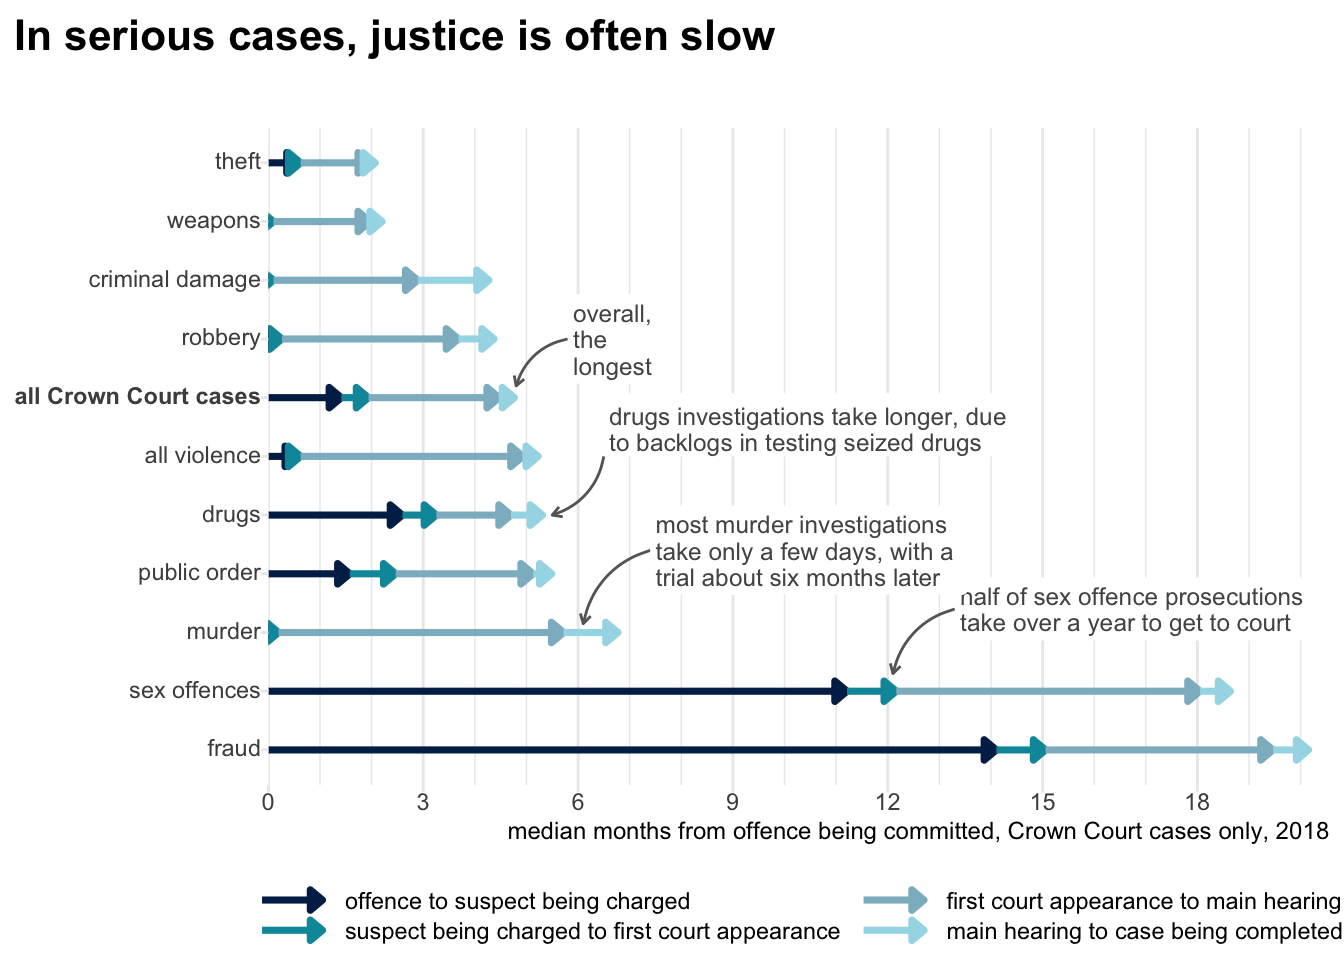 In serious cases, justice is often slow
theft
weapons
criminal damage
robbery
all Crown Court cases
all violence
drugs
public order
murder
sex offences
fraud
overall,
the
longest
drugs investigations take longer, due
to backlogs in testing seized drugs
most murder investigations
take only a few days, with a
trial about six months later
half of sex offence prosecutions
take over a year to get to court
0 3 6 9 12 15 18
median months from offence being committed, Crown Court cases only, 2018
offence to suspect being charged
suspect being charged to first court appearance
first court appearance to main hearing
main hearing to case being completed